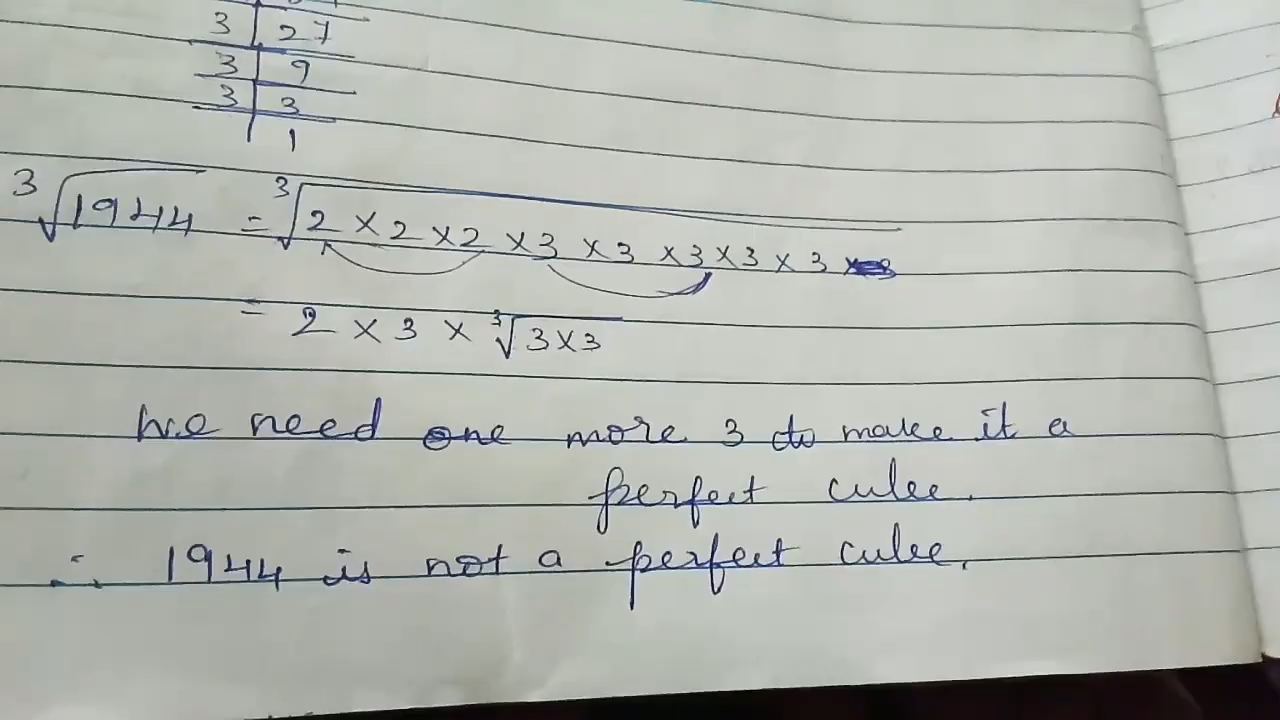 3 | 27
3 | 9
3 | 3
1
∛1944 = ∛2 × 2 × 2 × 3 × 3 × 3 × 3 × 3
= 2 × 3 × ∛3 × 3
We need one more 3 to make it a
perfect cube.
∴ 1944 is not a perfect cube.